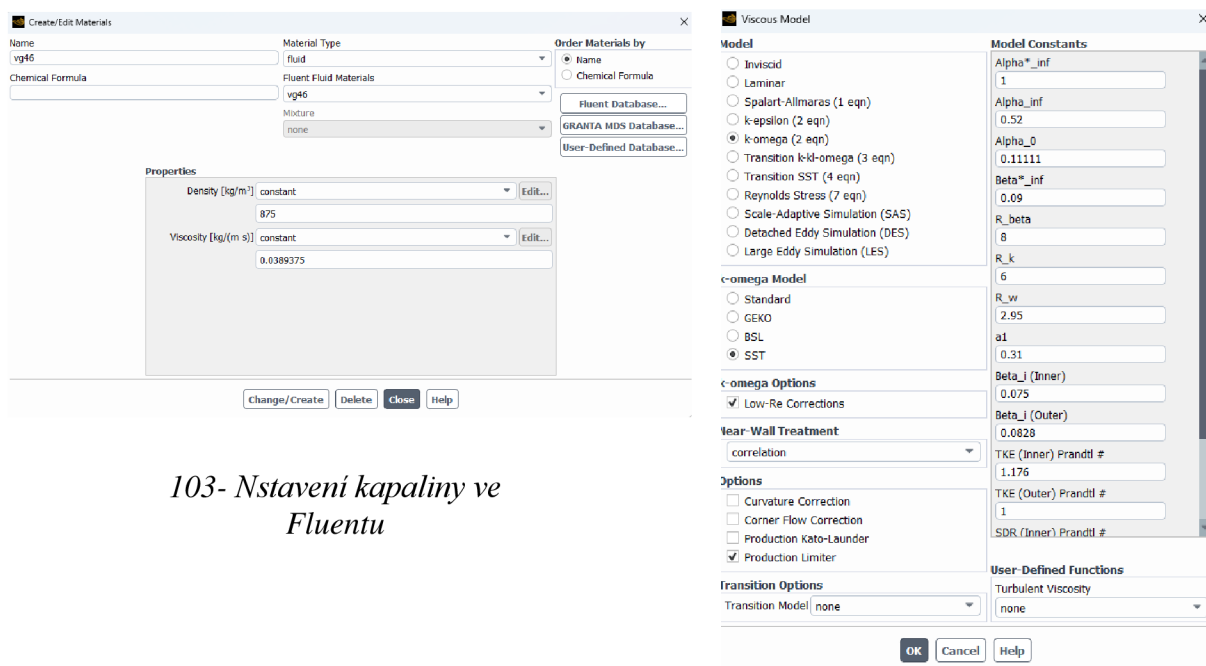 Create/Edit Materials
Name
vg46
Chemical Formula
Material Type
fluid
Fluent Fluid Materials
vg46
Mixture
none
Order Materials by
Name
Chemical Formula
Fluent Database...
GRANTA MDS Database...
User-Defined Database...
Properties
Density [kg/m³] constant Edit...
875
Viscosity [kg/(m s)] constant Edit...
0.0389375
Change/Create Delete Close Help
103- Nstavení kapaliny ve
Fluentu
Viscous Model
Model
Inviscid
Laminar
Spalart-Allmaras (1 eqn)
k-epsilon (2 eqn)
k-omega (2 eqn)
Transition k-kl-omega (3 eqn)
Transition SST (4 eqn)
Reynolds Stress (7 eqn)
Scale-Adaptive Simulation (SAS)
Detached Eddy Simulation (DES)
Large Eddy Simulation (LES)
k-omega Model
Standard
GEKO
BSL
SST
k-omega Options
Low-Re Corrections
Near-Wall Treatment
correlation
Options
Curvature Correction
Corner Flow Correction
Production Kato-Launder
Production Limiter
Transition Options
Transition Model none
Model Constants
Alpha*_inf
1
Alpha_inf
0.52
Alpha_0
0.11111
Beta*_inf
0.09
R_beta
8
R_k
6
R_w
2.95
a1
0.31
Beta_i (Inner)
0.075
Beta_i (Outer)
0.0828
TKE (Inner) Prandtl #
1.176
TKE (Outer) Prandtl #
1
SDR (Inner) Prandtl #
User-Defined Functions
Turbulent Viscosity
none
OK Cancel Help